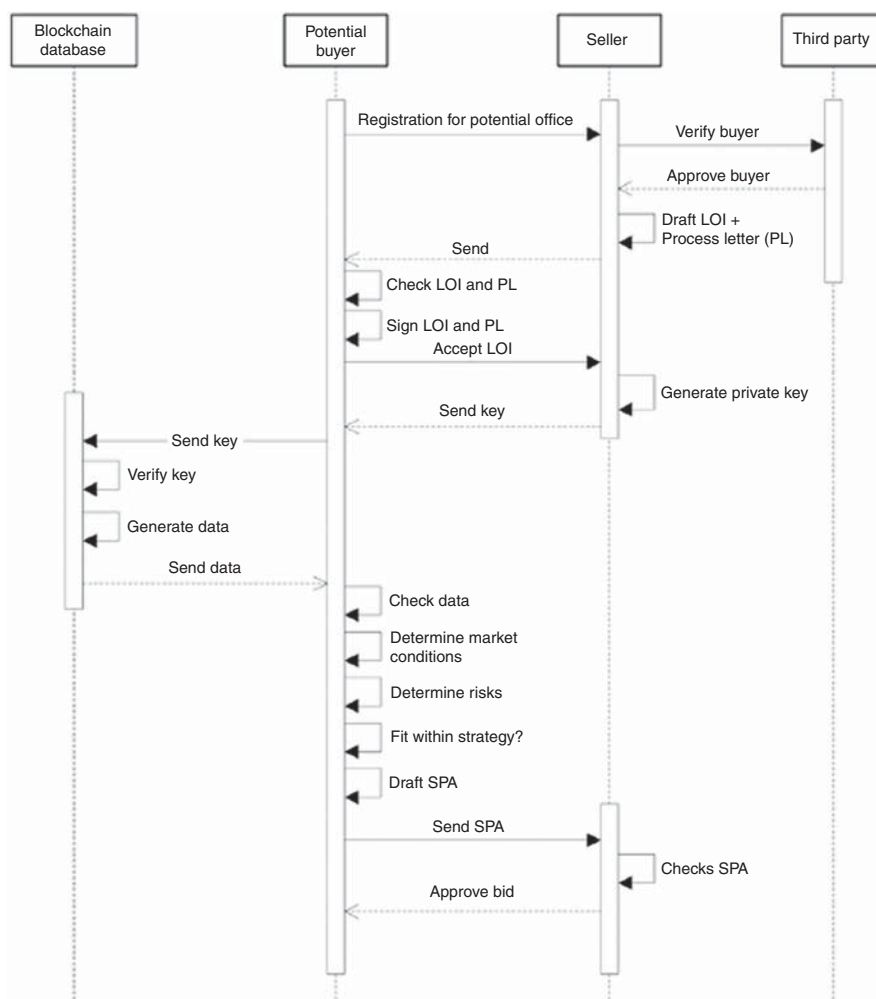 Blockchain
database
Potential
buyer
Seller
Third party
Registration for potential office
Verify buyer
Approve buyer
Draft LOI +
Process letter (PL)
Send
Check LOI and PL
Sign LOI and PL
Accept LOI
Generate private key
Send key
Send key
Verify key
Generate data
Send data
Check data
Determine market
conditions
Determine risks
Fit within strategy?
Draft SPA
Send SPA
Checks SPA
Approve bid